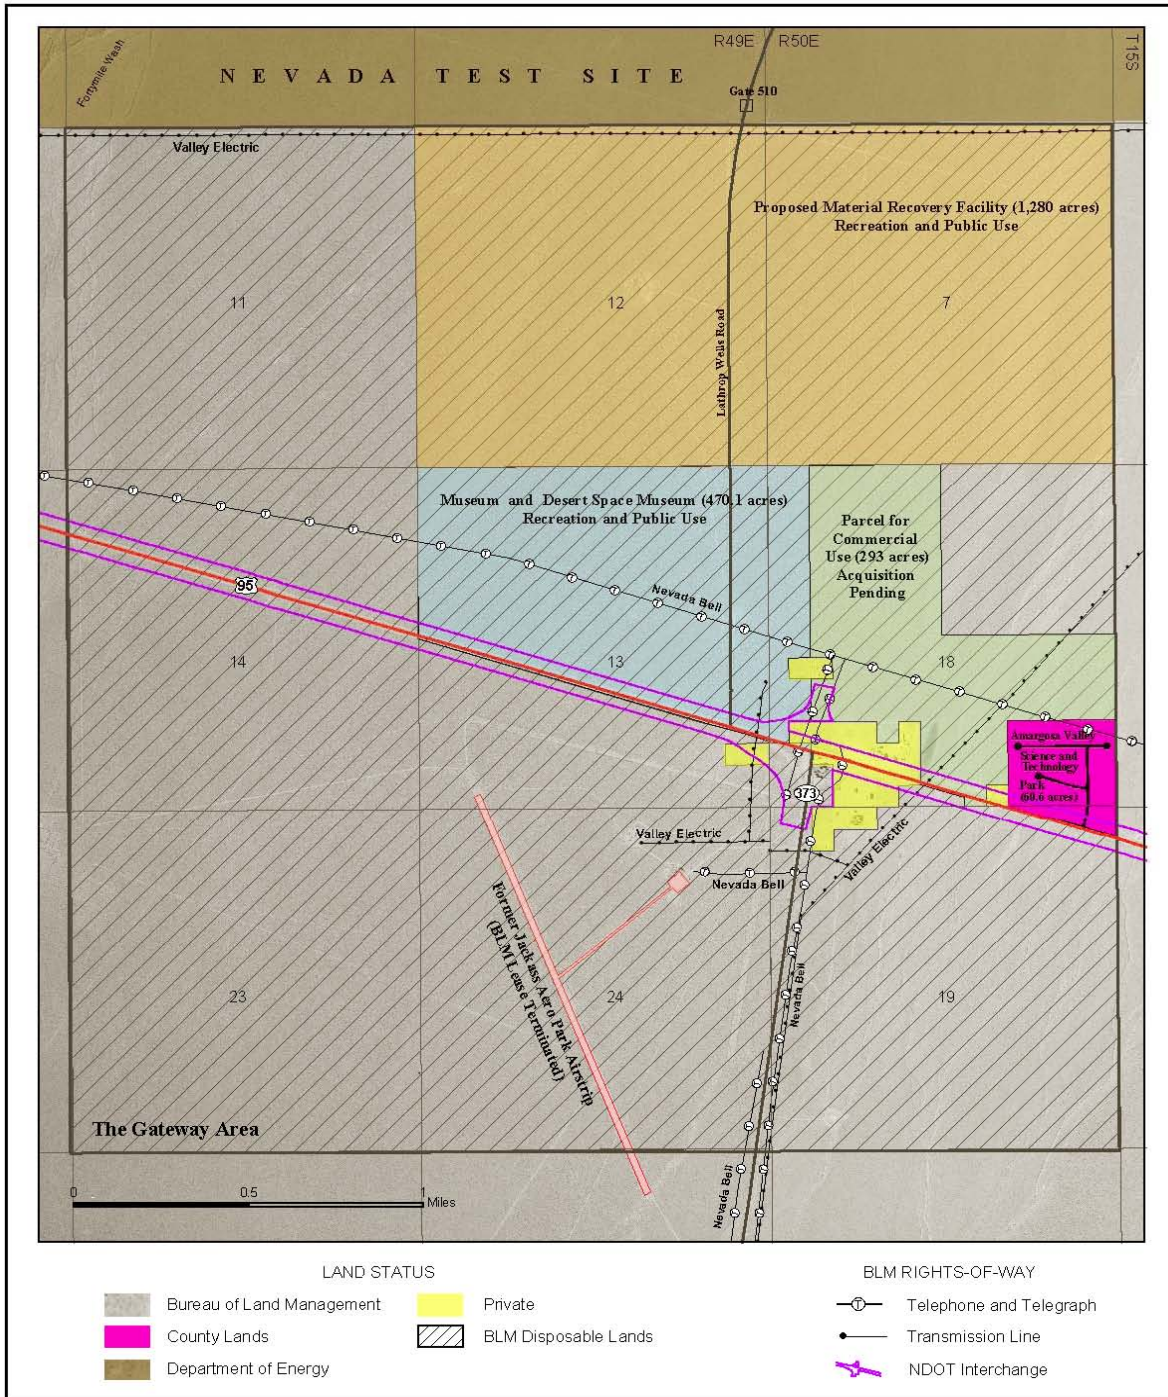 R49E
R50E
T15S
Fortymile Wash
NEVADA TEST SITE
Gate 510
Valley Electric
Proposed Material Recovery Facility (1,280 acres)
Recreation and Public Use
11
12
7
Lathrop Wells Road
Museum and Desert Space Museum (470.1 acres)
Recreation and Public Use
Parcel for
Commercial
Use (293 acres)
Acquisition
Pending
95
Nevada Bell
14
13
18
Amargosa Valley
Science and
Technology
Park
(60.6 acres)
373
Valley Electric
Valley Electric
Nevada Bell
Former Jackass Aero Park Airstrip
(BLM Lease Terminated)
23
24
19
Nevada Bell
Nevada Bell
The Gateway Area
0 0.5 1
Miles
LAND STATUS
Bureau of Land Management
County Lands
Department of Energy
Private
BLM Disposable Lands
BLM RIGHTS-OF-WAY
T
Telephone and Telegraph
Transmission Line
NDOT Interchange